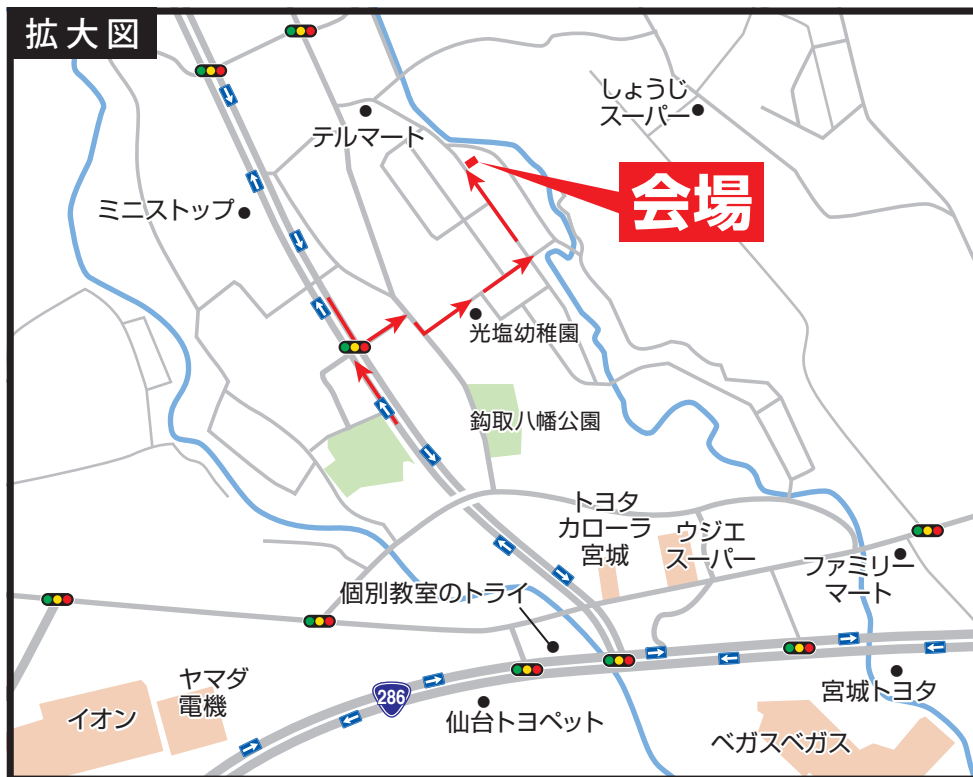 拡大図
しょうじ
スーパー
テルマート
会場
ミニストップ
光塩幼稚園
鈎取八幡公園
トヨタ
カローラ
宮城
ウジエ
スーパー
ファミリー
マート
個別教室のトライ
ヤマダ
電機
イオン
286
仙台トヨペット
宮城トヨタ
ベガスベガス